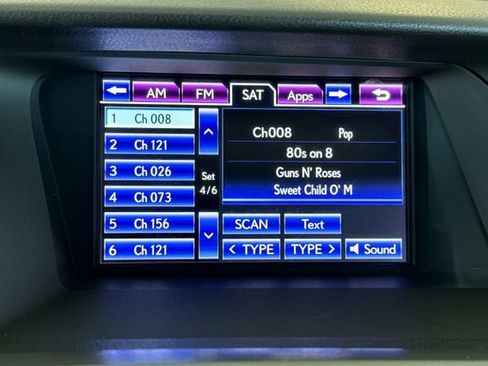 AM FM SAT Apps
1 Ch 008
2 Ch 121
3 Ch 026
4 Ch 073
5 Ch 156
6 Ch 121
Set
4/6
Ch008 Pop
80s on 8
Guns N' Roses
Sweet Child O' M
SCAN Text
< TYPE TYPE > Sound